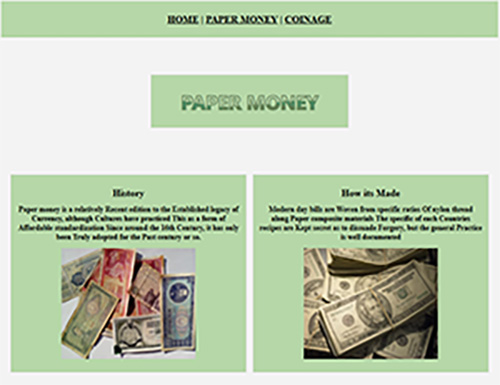 HOME | PAPER MONEY | COINAGE
PAPER MONEY
History
Paper money is a relatively Recent edition to the Established legacy of
Currency, although Cultures have practiced This as a form of
Affordable standardization Since around the 16th Century, it has only
been Truly adopted for the Past century or so.
How its Made
Modern day bills are Woven from specific ratios Of nylon thread
along Paper composite materials The specific of each Countries
recipes are Kept secret as to Forgery, but the general Practice
is well documented